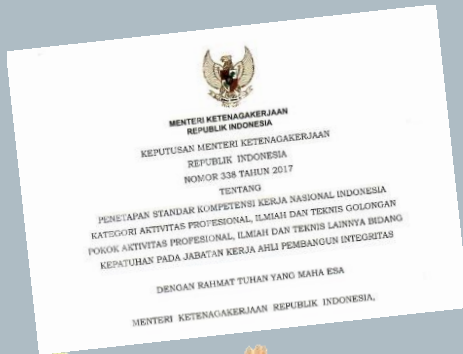 MENTERI KETENAGAKERJAAN
REPUBLIK INDONESIA
KEPUTUSAN MENTERI KETENAGAKERJAAN
REPUBLIK INDONESIA
NOMOR 338 TAHUN 2017
TENTANG
PENETAPAN STANDAR KOMPETENSI KERJA NASIONAL INDONESIA
KATEGORI AKTIVITAS PROFESIONAL, ILMIAH DAN TEKNIS GOLONGAN
POKOK AKTIVITAS PROFESIONAL, ILMIAH DAN TEKNIS LAINNYA BIDANG
KEPATUHAN PADA JABATAN KERJA AHLI PEMBANGUN INTEGRITAS
DENGAN RAHMAT TUHAN YANG MAHA ESA
MENTERI KETENAGAKERJAAN REPUBLIK INDONESIA,